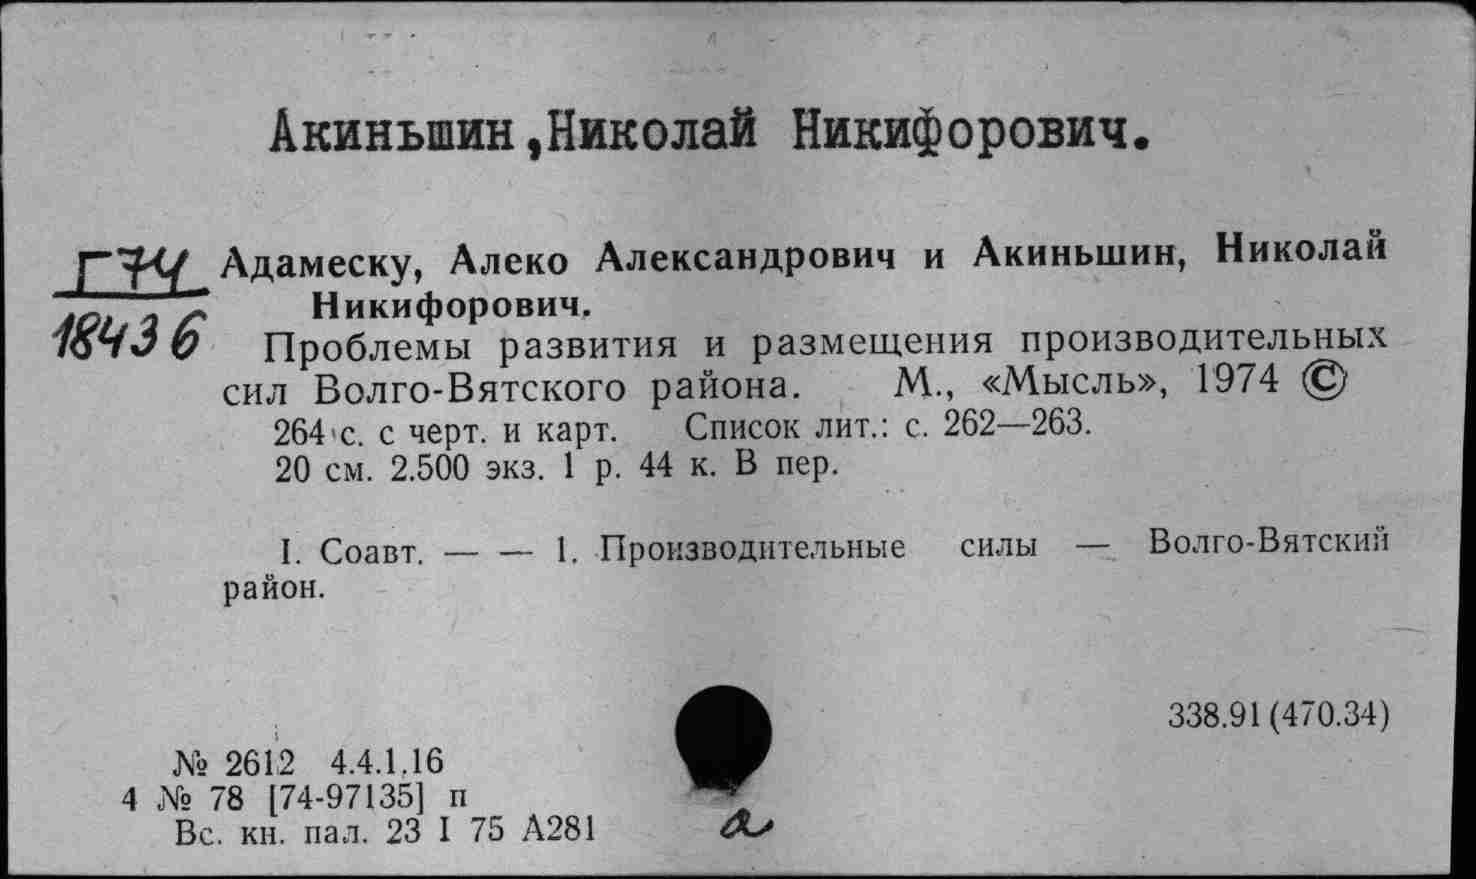 Акиньшин,Николай Никифорович.
Г74
18436
Адамеску, Алеко Александрович и Акиньшин, Николай
Никифорович.
Проблемы развития и размещения производительных
сил Волго-Вятского района. М., «Мысль», 1974 ©
264 с. с черт. и карт. Список лит.: с. 262—263.
20 см. 2.500 экз. 1 р. 44 к. В пер.
I. Соавт. — — 1. Производительные силы — Волго-Вятский
район.
338.91(470.34)
№ 2612 4.4.1.16
4 № 78 [74-97135] п
Вс. кн. пал. 23 I 75 А281